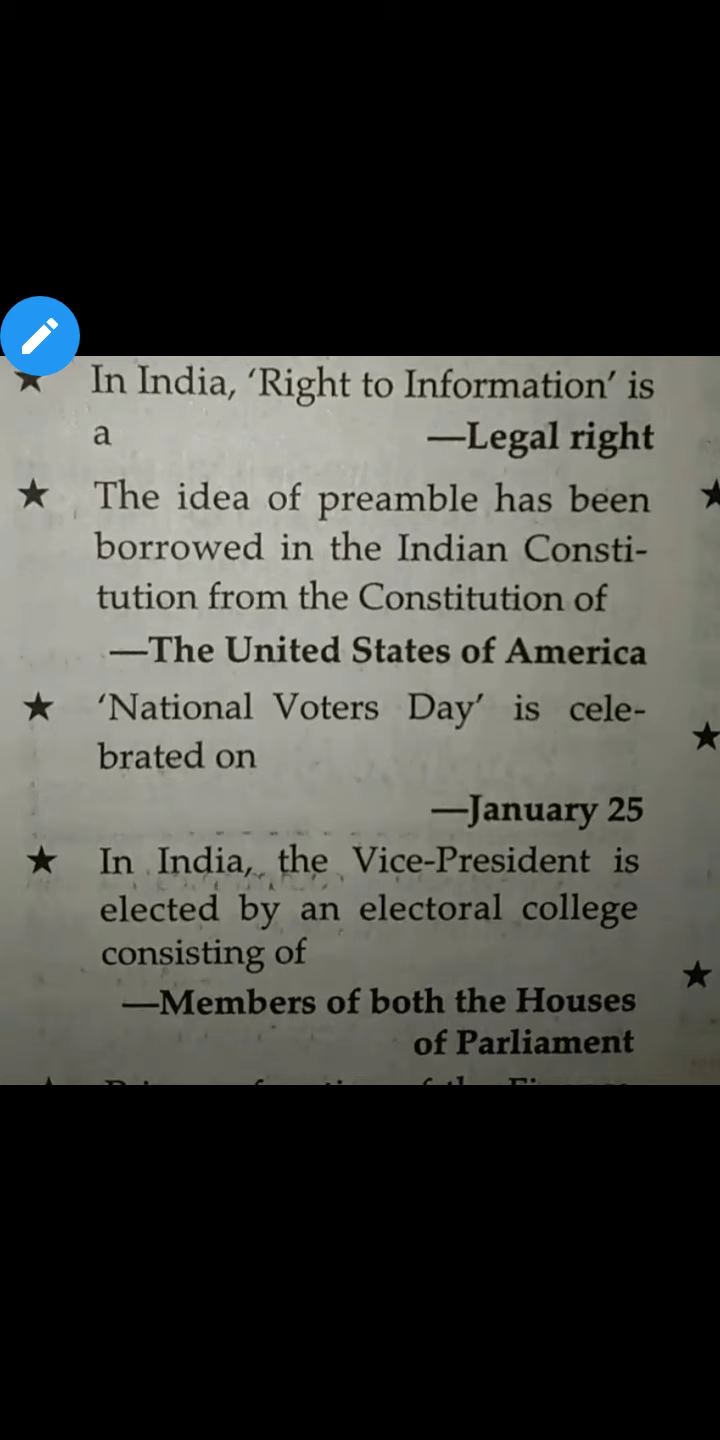 ★ In India, ‘Right to Information’ is
a —Legal right
★ The idea of preamble has been
borrowed in the Indian Consti-
tution from the Constitution of
—The United States of America
★ ‘National Voters Day’ is cele-
brated on
—January 25
★ In India, the Vice-President is
elected by an electoral college
consisting of
—Members of both the Houses
of Parliament